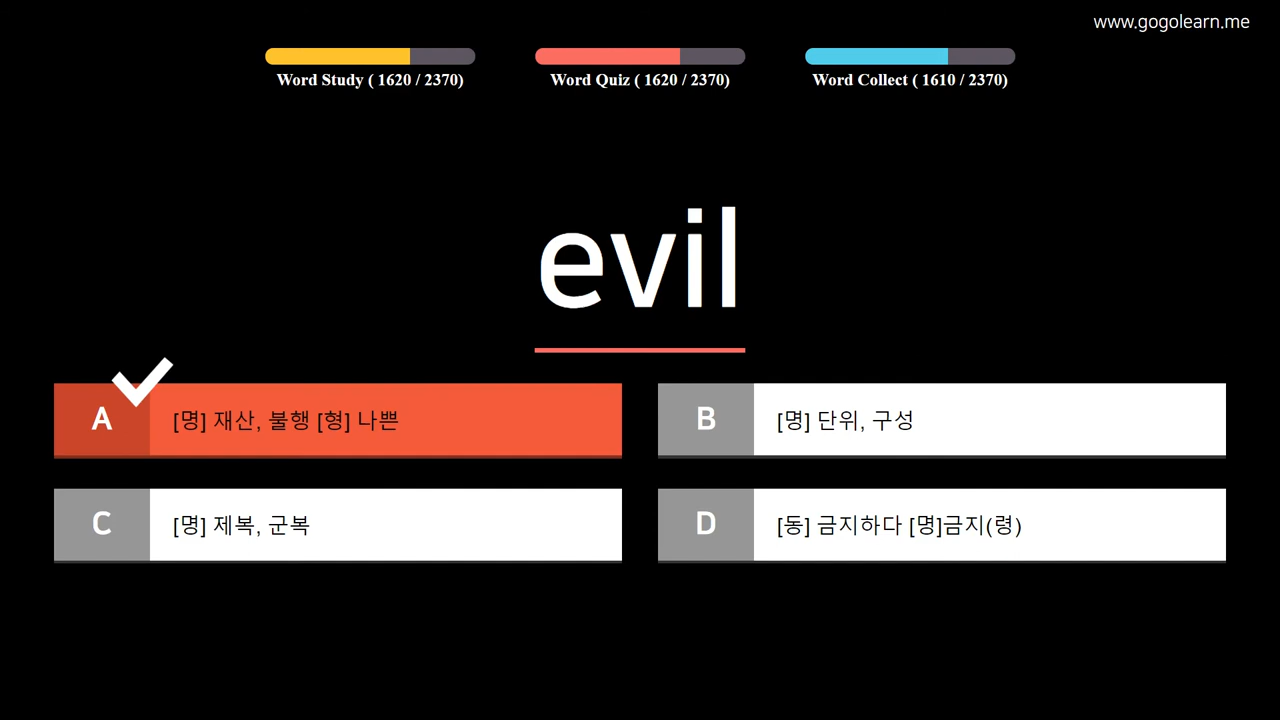 www.gogolearn.me
Word Study ( 1620 / 2370)
Word Quiz ( 1620 / 2370)
Word Collect ( 1610 / 2370)
evil
A [명] 재산, 불행 [형] 나쁜
B [명] 단위, 구성
C [명] 제복, 군복
D [동] 금지하다 [명]금지(령)